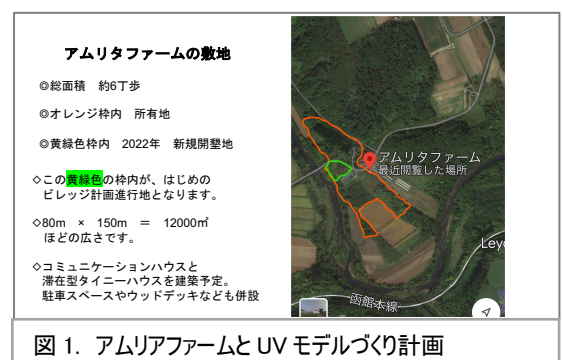 アムリタファームの敷地
◎総面積 約6丁歩
◎オレンジ枠内 所有地
◎黄緑色枠内 2022年 新規開墾地
◇この黄緑色の枠内が、はじめの
ビレッジ計画進行地となります。
◇80m × 150m = 12000㎡
ほどの広さです。
◇コミュニケーションハウスと
滞在型タイニーハウスを建築予定。
駐車スペースやウッドデッキなども併設
アムリタファーム
最近閲覧した場所
Leye
函館本線
図 1. アムリアファームと UV モデルづくり計画